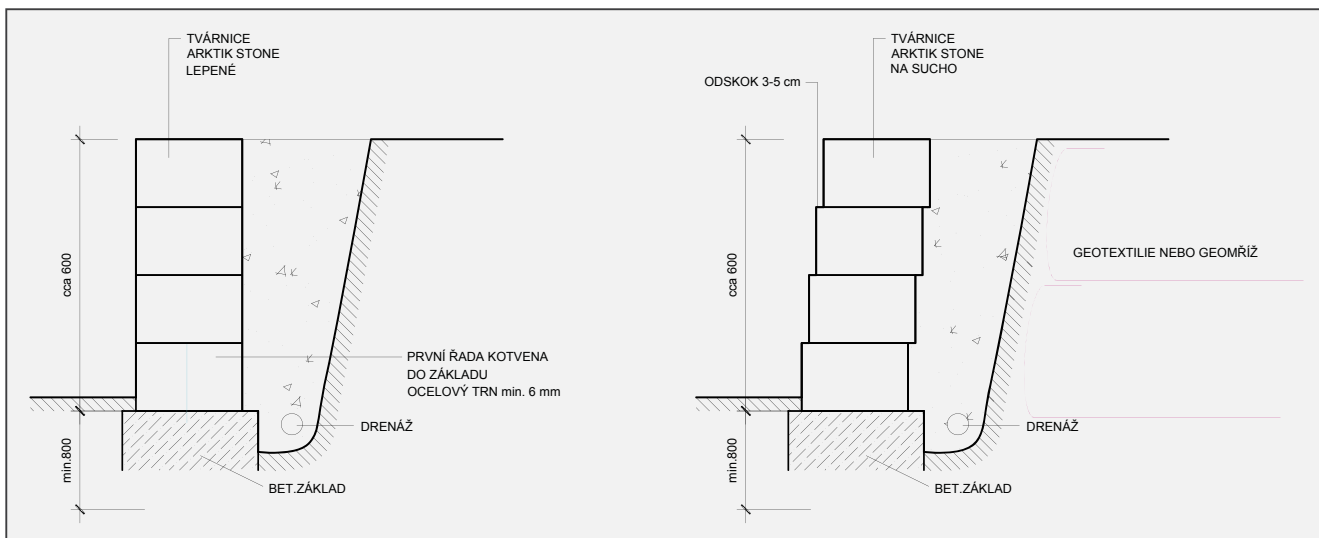 TVÁRNICE
ARKTIK STONE
LEPENÉ
cca 600
PRVNÍ ŘADA KOTVENA
DO ZÁKLADU
OCELOVÝ TRN min. 6 mm
DRENÁŽ
min.800
BET.ZÁKLAD
TVÁRNICE
ARKTIK STONE
NA SUCHO
ODSKOK 3-5 cm
cca 600
GEOTEXTILIE NEBO GEOMŘÍŽ
DRENÁŽ
min.800
BET.ZÁKLAD